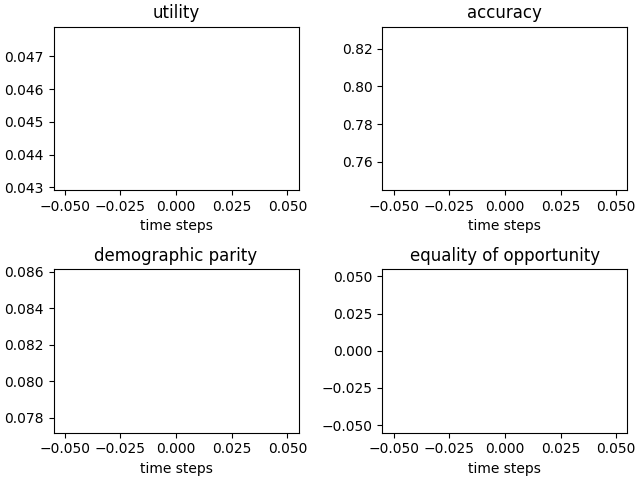 utility
0.047
0.046
0.045
0.044
0.043
−0.050 −0.025 0.000 0.025 0.050
time steps
accuracy
0.82
0.80
0.78
0.76
−0.050 −0.025 0.000 0.025 0.050
time steps
demographic parity
0.086
0.084
0.082
0.080
0.078
−0.050 −0.025 0.000 0.025 0.050
time steps
equality of opportunity
0.050
0.025
0.000
−0.025
−0.050
−0.050 −0.025 0.000 0.025 0.050
time steps